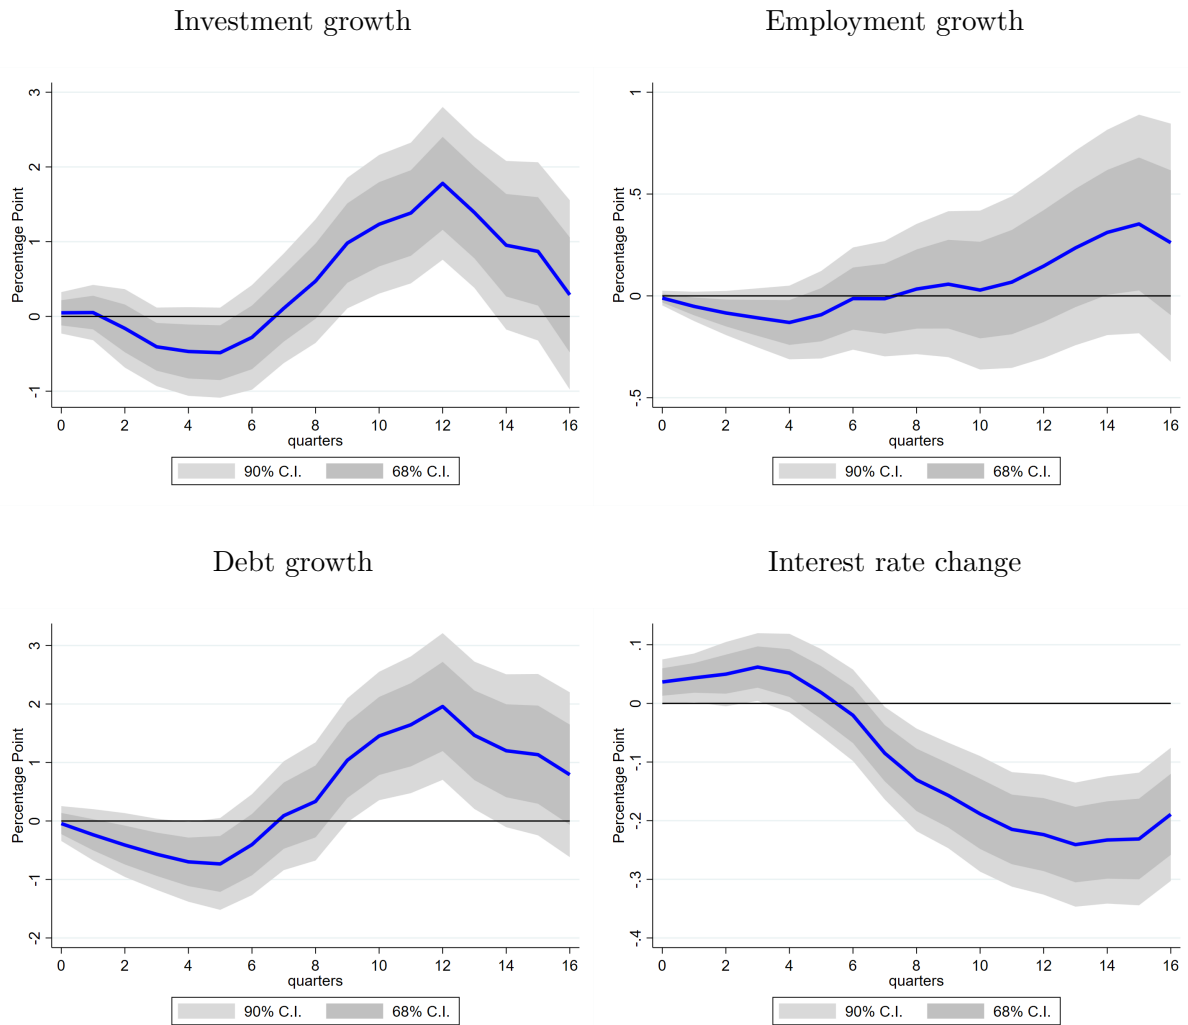 Investment growth
Employment growth
Percentage Point
3
2
1
0
-1
0 2 4 6 8 10 12 14 16
quarters
90% C.I. 68% C.I.
Percentage Point
1
.5
0
-.5
0 2 4 6 8 10 12 14 16
quarters
90% C.I. 68% C.I.
Debt growth
Interest rate change
Percentage Point
3
2
1
0
-1
-2
0 2 4 6 8 10 12 14 16
quarters
90% C.I. 68% C.I.
Percentage Point
.1
0
-.1
-.2
-.3
-.4
0 2 4 6 8 10 12 14 16
quarters
90% C.I. 68% C.I.